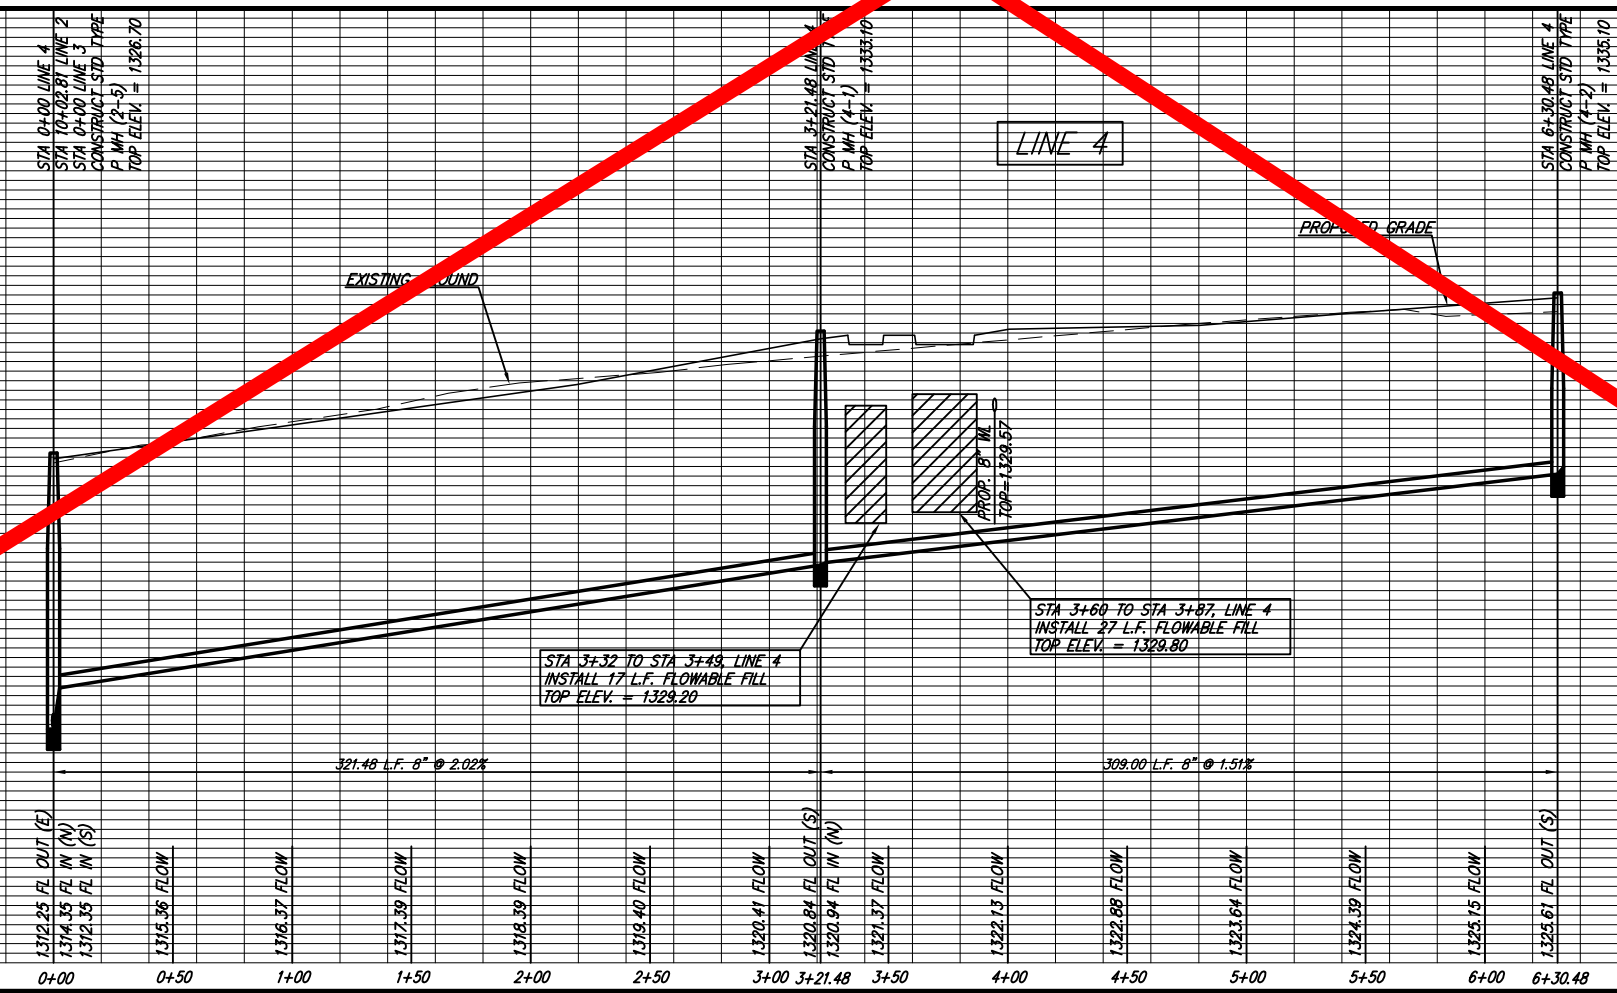 STA 0+00 LINE 4
STA 10+02.81 LINE 2
STA 0+00 LINE 3
CONSTRUCT STD TYPE
P MH (2-5)
TOP ELEV. = 1326.70
STA 3+21.48 LINE 4
CONSTRUCT STD TYPE
P MH (4-1)
TOP ELEV. = 1333.10
LINE 4
STA 6+30.48 LINE 4
CONSTRUCT STD TYPE
P MH (4-2)
TOP ELEV. = 1335.10
EXISTING GROUND
PROPOSED GRADE
PROP. 8" WL
TOP=1329.57
STA 3+32 TO STA 3+49, LINE 4
INSTALL 17 L.F. FLOWABLE FILL
TOP ELEV. = 1329.20
STA 3+60 TO STA 3+87, LINE 4
INSTALL 27 L.F. FLOWABLE FILL
TOP ELEV. = 1329.80
321.48 L.F. 8" @ 2.02%
309.00 L.F. 8" @ 1.51%
1312.25 FL OUT (E)
1314.35 FL IN (N)
1312.35 FL IN (S)
1315.36 FLOW
1316.37 FLOW
1317.39 FLOW
1318.39 FLOW
1319.40 FLOW
1320.41 FLOW
1320.84 FL OUT (S)
1320.94 FL IN (N)
1321.37 FLOW
1322.13 FLOW
1322.88 FLOW
1323.64 FLOW
1324.39 FLOW
1325.15 FLOW
1325.61 FL OUT (S)
0+00 0+50 1+00 1+50 2+00 2+50 3+00 3+21.48 3+50 4+00 4+50 5+00 5+50 6+00 6+30.48